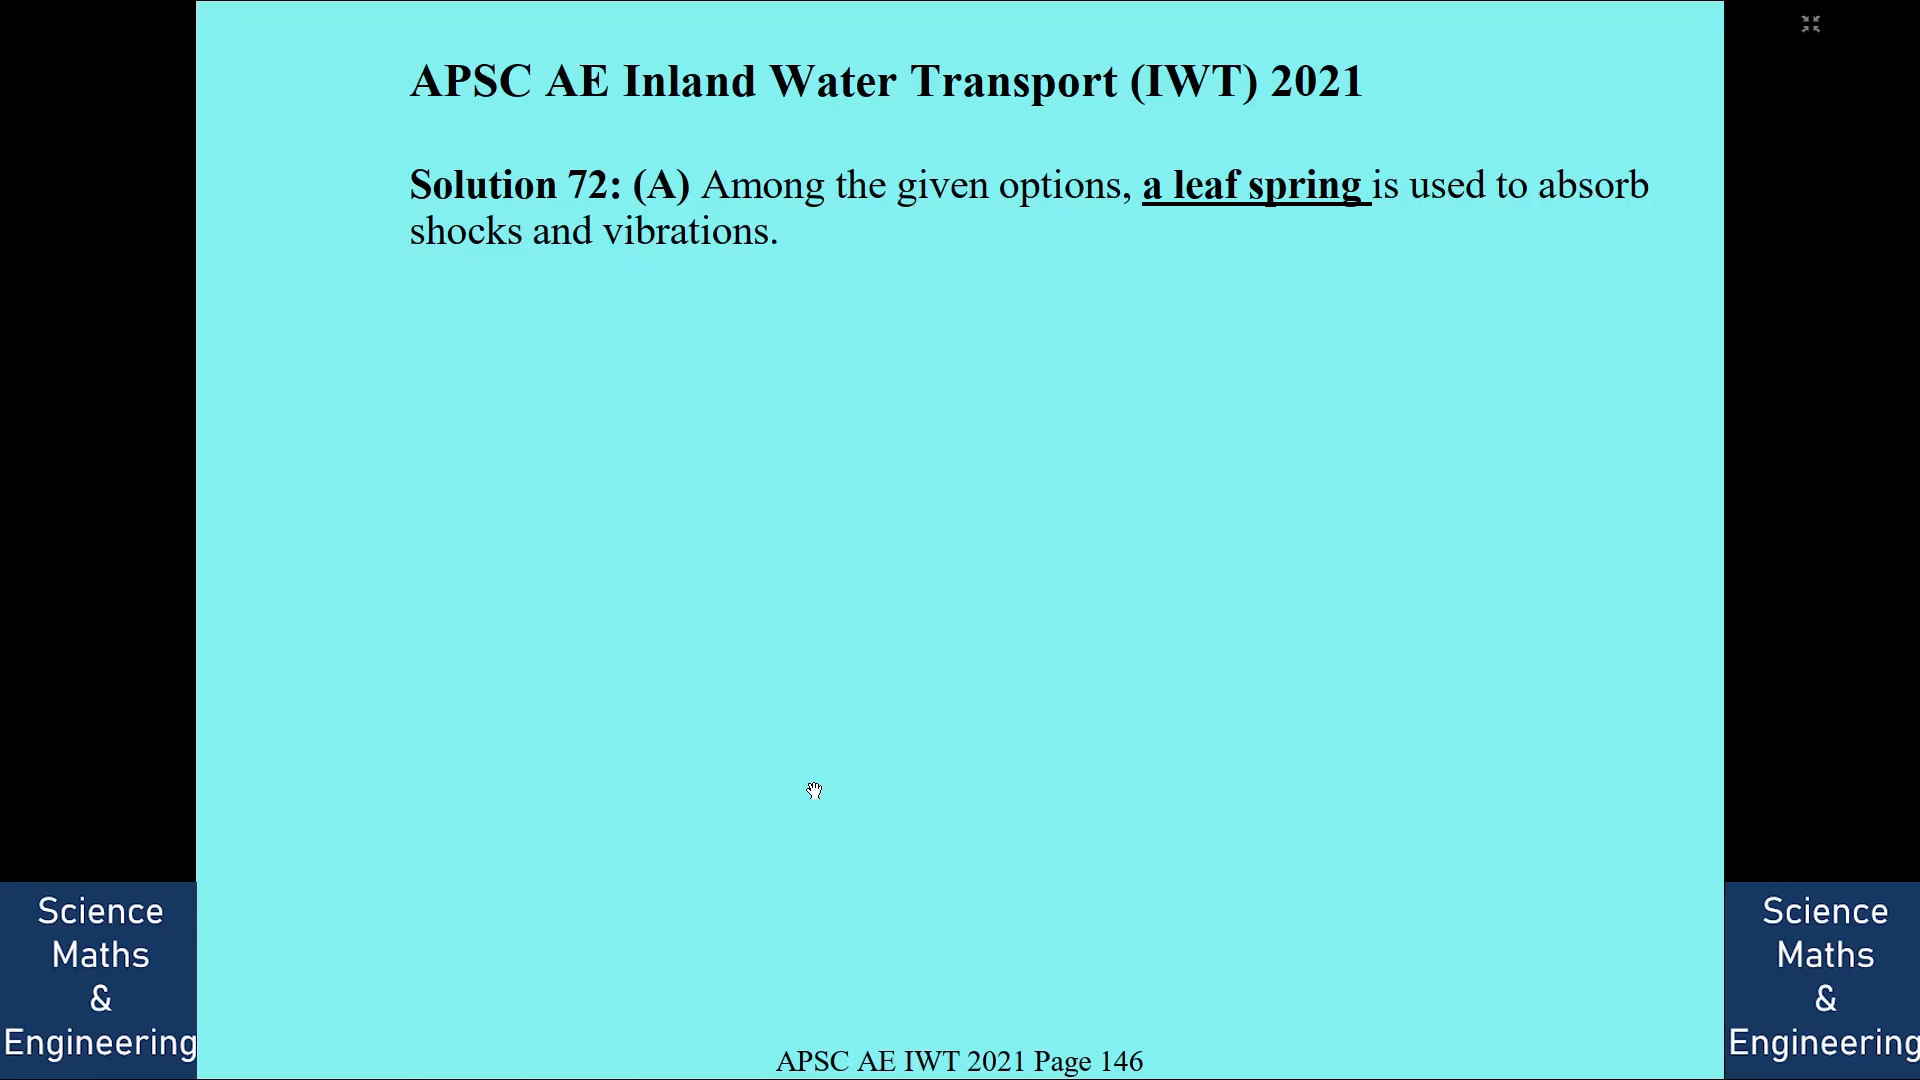 APSC AE Inland Water Transport (IWT) 2021
Solution 72: (A) Among the given options, a leaf spring is used to absorb
shocks and vibrations.
Science
Maths
&
Engineering
Science
Maths
&
Engineering
APSC AE IWT 2021 Page 146